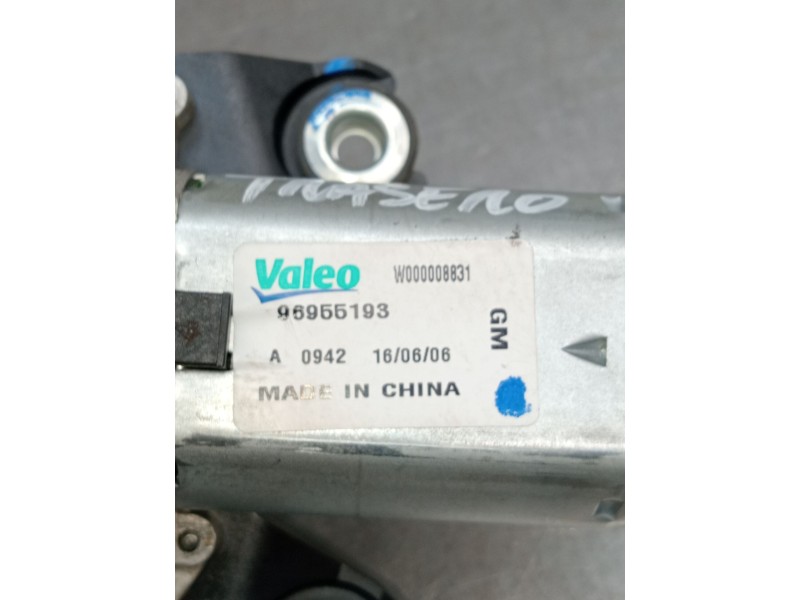 TRASERO
Valeo W000008831
96955193
GM
A 0942 16/06/06
MADE IN CHINA